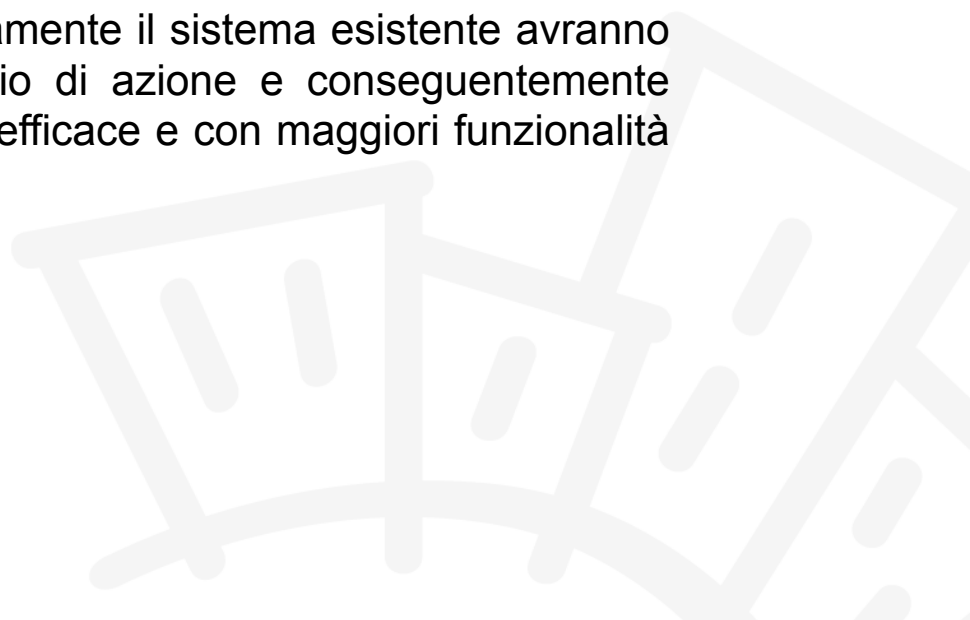 amente il sistema esistente avranno
io di azione e conseguentemente
efficace e con maggiori funzionalità